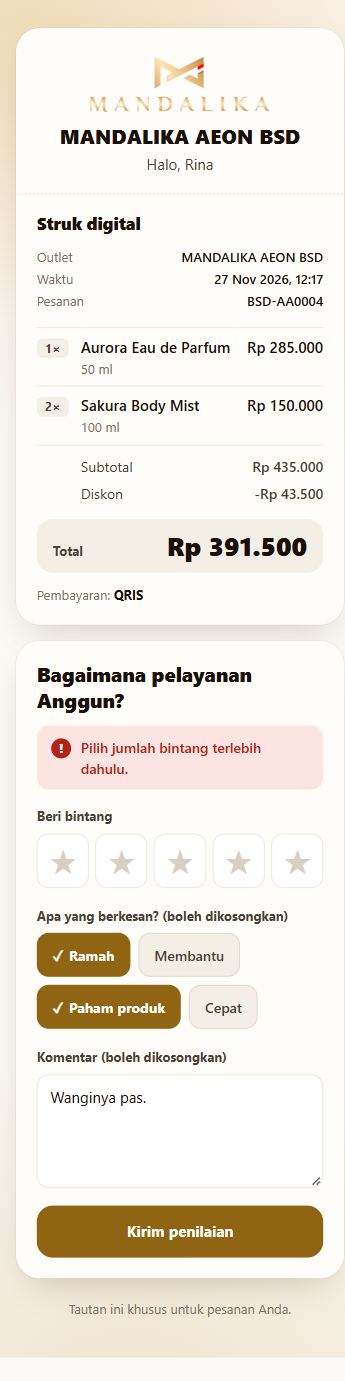 MANDALIKA
MANDALIKA AEON BSD
Halo, Rina
Struk digital
Outlet MANDALIKA AEON BSD
Waktu 27 Nov 2026, 12:17
Pesanan BSD-AA0004
1× Aurora Eau de Parfum Rp 285.000
50 ml
2× Sakura Body Mist Rp 150.000
100 ml
Subtotal Rp 435.000
Diskon -Rp 43.500
Total Rp 391.500
Pembayaran: QRIS
Bagaimana pelayanan
Anggun?
! Pilih jumlah bintang terlebih
dahulu.
Beri bintang
★ ★ ★ ★ ★
Apa yang berkesan? (boleh dikosongkan)
✓ Ramah Membantu
✓ Paham produk Cepat
Komentar (boleh dikosongkan)
Wanginya pas.
Kirim penilaian
Tautan ini khusus untuk pesanan Anda.